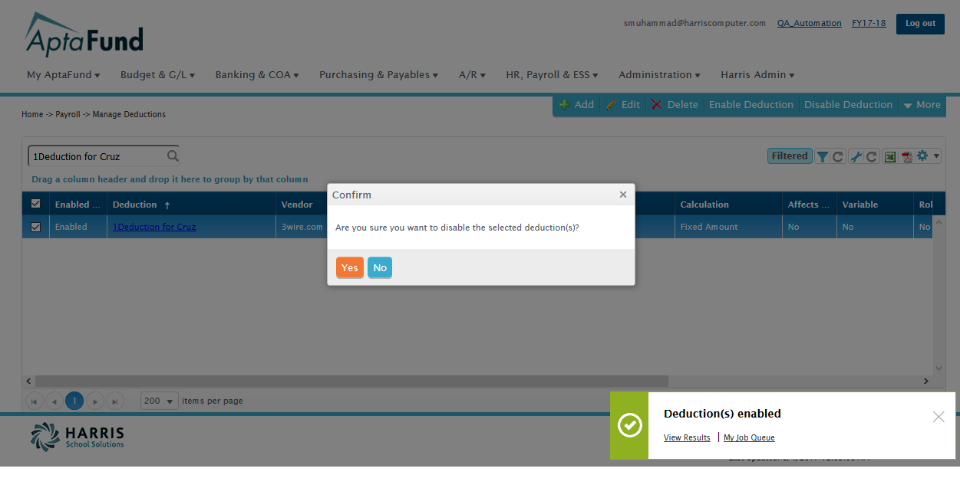 AptaFund
smuhammad@harriscomputer.com QA_Automation FY17-18 Log out
My AptaFund Budget & G/L Banking & COA Purchasing & Payables A/R HR, Payroll & ESS Administration Harris Admin
Home -> Payroll -> Manage Deductions
Add Edit Delete Enable Deduction Disable Deduction More
1Deduction for Cruz
Filtered
Drag a column header and drop it here to group by that column
Confirm ×
Enabled ... Deduction ↑ Vendor Calculation Affects ... Variable Rol
Enabled 1Deduction for Cruz 3wire.com Fixed Amount No No No
Are you sure you want to disable the selected deduction(s)?
Yes No
1 200 items per page
Deduction(s) enabled
View Results | My Job Queue
HARRIS
School Solutions